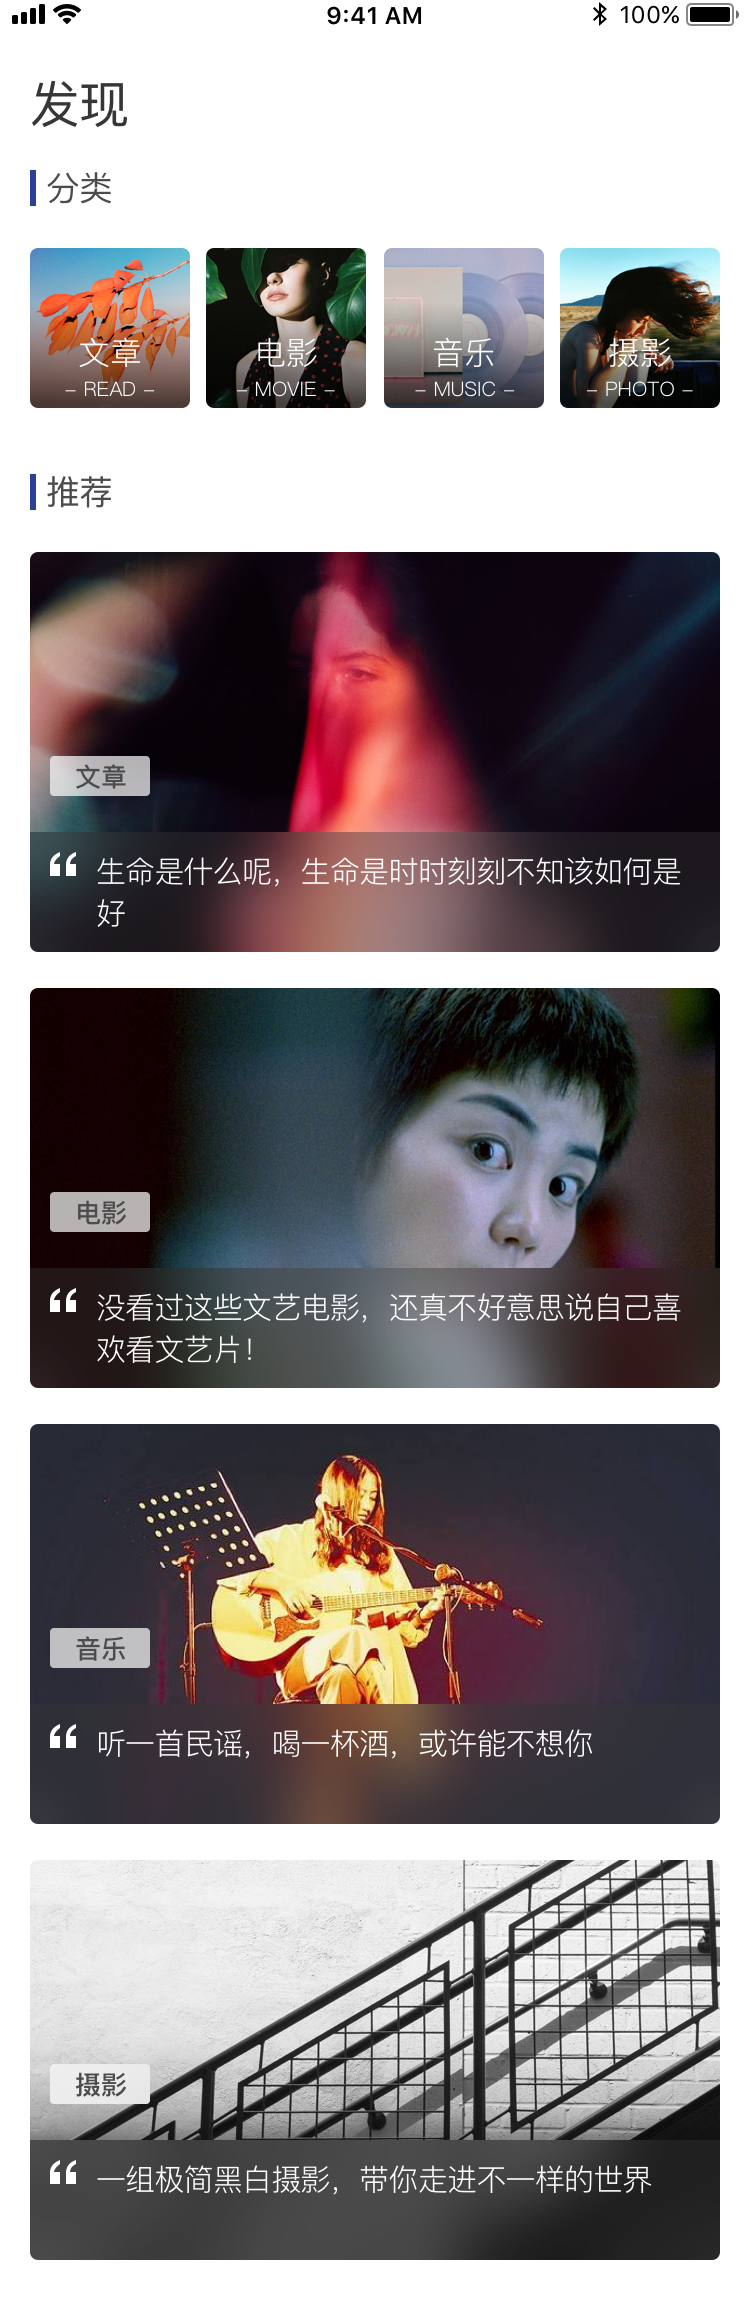 9:41 AM
100%
发现
分类
文章
– READ –
电影
– MOVIE –
音乐
– MUSIC –
摄影
– PHOTO –
推荐
文章
“ 生命是什么呢，生命是时时刻刻不知该如何是
好
电影
“ 没看过这些文艺电影，还真不好意思说自己喜
欢看文艺片！
音乐
“ 听一首民谣，喝一杯酒，或许能不想你
摄影
“ 一组极简黑白摄影，带你走进不一样的世界